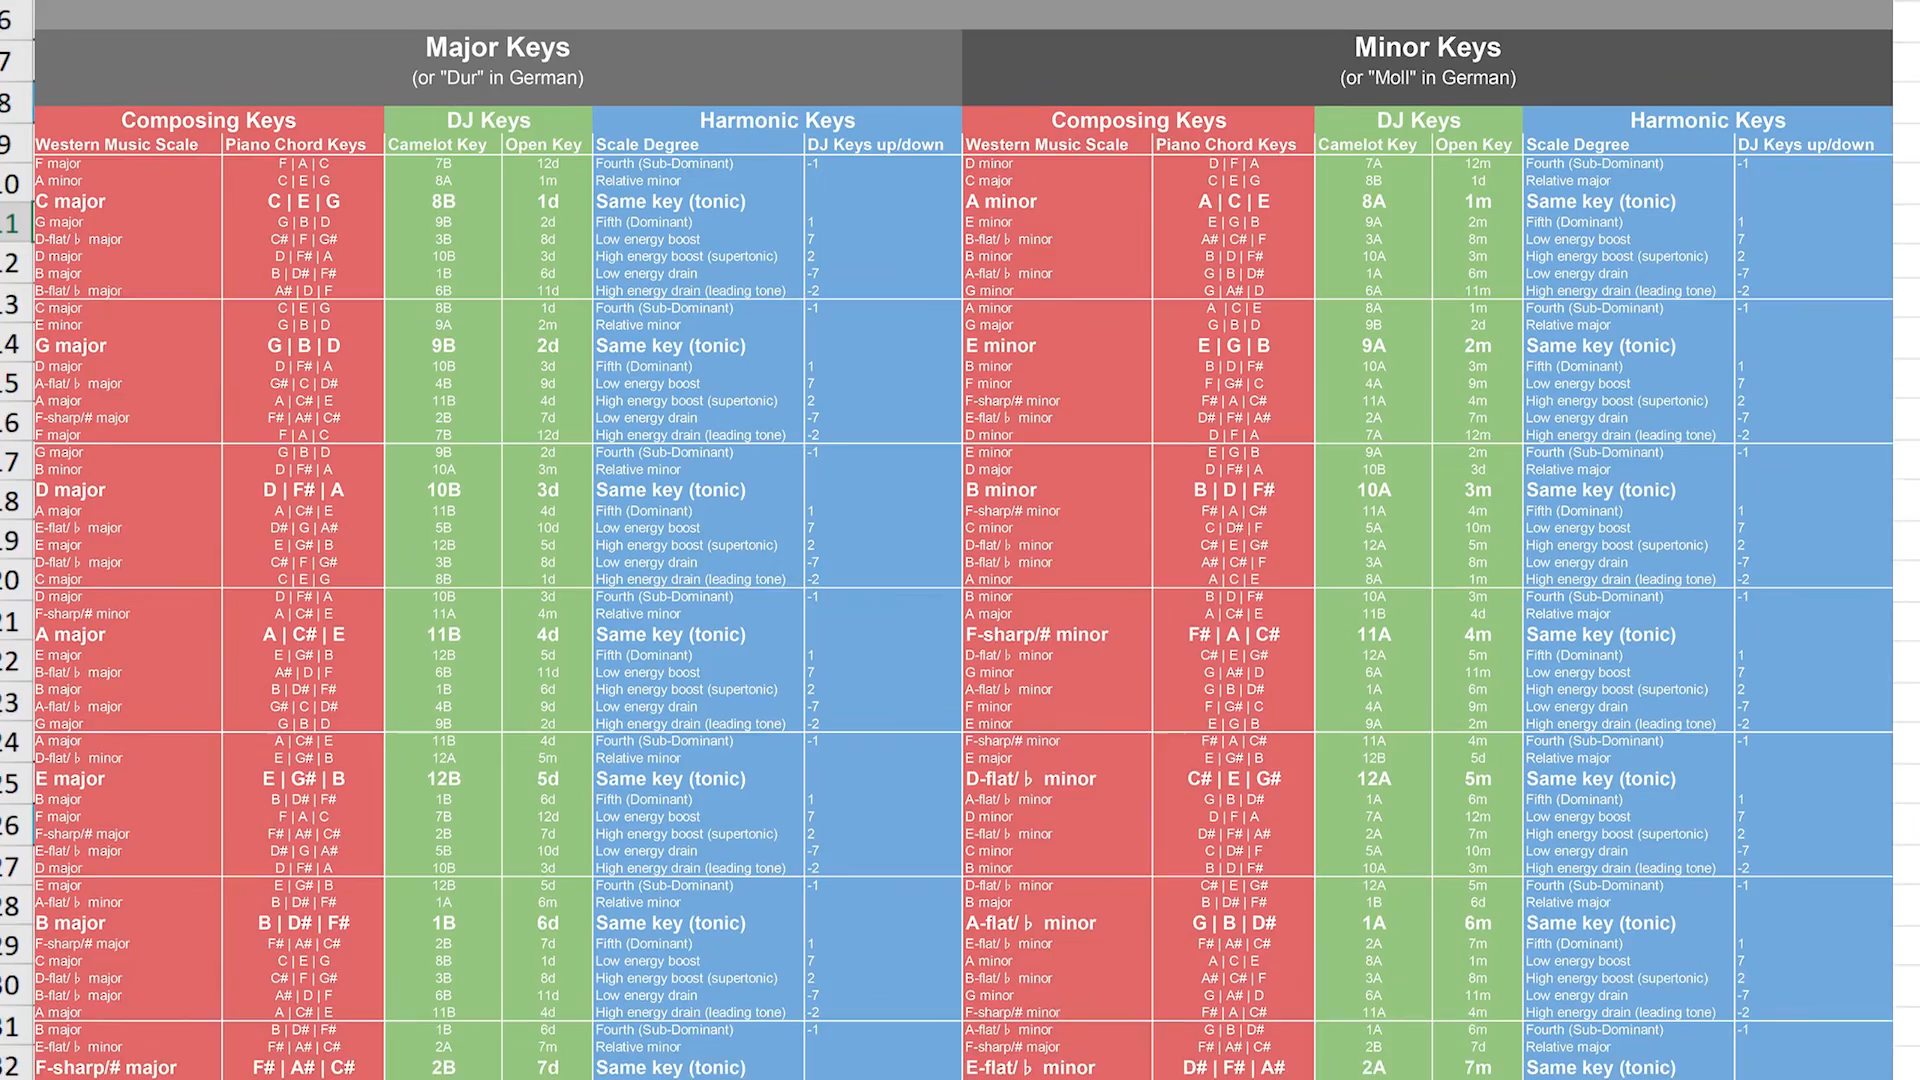 6
7
8
9
10
11
12
13
14
15
16
17
18
19
20
21
22
23
24
25
26
27
28
29
30
31
32
Major Keys
(or "Dur" in German)
Minor Keys
(or "Moll" in German)
Composing Keys DJ Keys Harmonic Keys Composing Keys DJ Keys Harmonic Keys
Western Music Scale Piano Chord Keys Camelot Key Open Key Scale Degree DJ Keys up/down Western Music Scale Piano Chord Keys Camelot Key Open Key Scale Degree DJ Keys up/down
F major F | A | C 7B 12d Fourth (Sub-Dominant) -1 D minor D | F | A 7A 12m Fourth (Sub-Dominant) -1
A minor C | E | G 8A 1m Relative minor C major C | E | G 8B 1d Relative major
C major C | E | G 8B 1d Same key (tonic) A minor A | C | E 8A 1m Same key (tonic)
G major G | B | D 9B 2d Fifth (Dominant) 1 E minor E | G | B 9A 2m Fifth (Dominant) 1
D-flat/♭ major C# | F | G# 3B 8d Low energy boost 7 B-flat/♭ minor A# | C# | F 3A 8m Low energy boost 7
D major D | F# | A 10B 3d High energy boost (supertonic) 2 B minor B | D | F# 10A 3m High energy boost (supertonic) 2
B major B | D# | F# 1B 6d Low energy drain -7 A-flat/♭ minor G | B | D# 1A 6m Low energy drain -7
B-flat/♭ major A# | D | F 6B 11d High energy drain (leading tone) -2 G minor G | A# | D 6A 11m High energy drain (leading tone) -2
C major C | E | G 8B 1d Fourth (Sub-Dominant) -1 A minor A | C | E 8A 1m Fourth (Sub-Dominant) -1
E minor G | B | D 9A 2m Relative minor G major G | B | D 9B 2d Relative major
G major G | B | D 9B 2d Same key (tonic) E minor E | G | B 9A 2m Same key (tonic)
D major D | F# | A 10B 3d Fifth (Dominant) 1 B minor B | D | F# 10A 3m Fifth (Dominant) 1
A-flat/♭ major G# | C | D# 4B 9d Low energy boost 7 F minor F | G# | C 4A 9m Low energy boost 7
A major A | C# | E 11B 4d High energy boost (supertonic) 2 F-sharp/# minor F# | A | C# 11A 4m High energy boost (supertonic) 2
F-sharp/# major F# | A# | C# 2B 7d Low energy drain -7 E-flat/♭ minor D# | F# | A# 2A 7m Low energy drain -7
F major F | A | C 7B 12d High energy drain (leading tone) -2 D minor D | F | A 7A 12m High energy drain (leading tone) -2
G major G | B | D 9B 2d Fourth (Sub-Dominant) -1 E minor E | G | B 9A 2m Fourth (Sub-Dominant) -1
B minor D | F# | A 10A 3m Relative minor D major D | F# | A 10B 3d Relative major
D major D | F# | A 10B 3d Same key (tonic) B minor B | D | F# 10A 3m Same key (tonic)
A major A | C# | E 11B 4d Fifth (Dominant) 1 F-sharp/# minor F# | A | C# 11A 4m Fifth (Dominant) 1
E-flat/♭ major D# | G | A# 5B 10d Low energy boost 7 C minor C | D# | F 5A 10m Low energy boost 7
E major E | G# | B 12B 5d High energy boost (supertonic) 2 D-flat/♭ minor C# | E | G# 12A 5m High energy boost (supertonic) 2
D-flat/♭ major C# | F | G# 3B 8d Low energy drain -7 B-flat/♭ minor A# | C# | F 3A 8m Low energy drain -7
C major C | E | G 8B 1d High energy drain (leading tone) -2 A minor A | C | E 8A 1m High energy drain (leading tone) -2
D major D | F# | A 10B 3d Fourth (Sub-Dominant) -1 B minor B | D | F# 10A 3m Fourth (Sub-Dominant) -1
F-sharp/# minor A | C# | E 11A 4m Relative minor A major A | C# | E 11B 4d Relative major
A major A | C# | E 11B 4d Same key (tonic) F-sharp/# minor F# | A | C# 11A 4m Same key (tonic)
E major E | G# | B 12B 5d Fifth (Dominant) 1 D-flat/♭ minor C# | E | G# 12A 5m Fifth (Dominant) 1
B-flat/♭ major A# | D | F 6B 11d Low energy boost 7 G minor G | A# | D 6A 11m Low energy boost 7
B major B | D# | F# 1B 6d High energy boost (supertonic) 2 A-flat/♭ minor G | B | D# 1A 6m High energy boost (supertonic) 2
A-flat/♭ major G# | C | D# 4B 9d Low energy drain -7 F minor F | G# | C 4A 9m Low energy drain -7
G major G | B | D 9B 2d High energy drain (leading tone) -2 E minor E | G | B 9A 2m High energy drain (leading tone) -2
A major A | C# | E 11B 4d Fourth (Sub-Dominant) -1 F-sharp/# minor F# | A | C# 11A 4m Fourth (Sub-Dominant) -1
D-flat/♭ minor E | G# | B 12A 5m Relative minor E major E | G# | B 12B 5d Relative major
E major E | G# | B 12B 5d Same key (tonic) D-flat/♭ minor C# | E | G# 12A 5m Same key (tonic)
B major B | D# | F# 1B 6d Fifth (Dominant) 1 A-flat/♭ minor G | B | D# 1A 6m Fifth (Dominant) 1
F major F | A | C 7B 12d Low energy boost 7 D minor D | F | A 7A 12m Low energy boost 7
F-sharp/# major F# | A# | C# 2B 7d High energy boost (supertonic) 2 E-flat/♭ minor D# | F# | A# 2A 7m High energy boost (supertonic) 2
E-flat/♭ major D# | G | A# 5B 10d Low energy drain -7 C minor C | D# | F 5A 10m Low energy drain -7
D major D | F# | A 10B 3d High energy drain (leading tone) -2 B minor B | D | F# 10A 3m High energy drain (leading tone) -2
E major E | G# | B 12B 5d Fourth (Sub-Dominant) -1 D-flat/♭ minor C# | E | G# 12A 5m Fourth (Sub-Dominant) -1
A-flat/♭ minor B | D# | F# 1A 6m Relative minor B major B | D# | F# 1B 6d Relative major
B major B | D# | F# 1B 6d Same key (tonic) A-flat/♭ minor G | B | D# 1A 6m Same key (tonic)
F-sharp/# major F# | A# | C# 2B 7d Fifth (Dominant) 1 E-flat/♭ minor F# | A# | C# 2A 7m Fifth (Dominant) 1
C major C | E | G 8B 1d Low energy boost 7 A minor A | C | E 8A 1m Low energy boost 7
D-flat/♭ major C# | F | G# 3B 8d High energy boost (supertonic) 2 B-flat/♭ minor A# | C# | F 3A 8m High energy boost (supertonic) 2
B-flat/♭ major A# | D | F 6B 11d Low energy drain -7 G minor G | A# | D 6A 11m Low energy drain -7
A major A | C# | E 11B 4d High energy drain (leading tone) -2 F-sharp/# minor F# | A | C# 11A 4m High energy drain (leading tone) -2
B major B | D# | F# 1B 6d Fourth (Sub-Dominant) -1 A-flat/♭ minor G | B | D# 1A 6m Fourth (Sub-Dominant) -1
E-flat/♭ minor F# | A# | C# 2A 7m Relative minor F-sharp/# major F# | A# | C# 2B 7d Relative major
F-sharp/# major F# | A# | C# 2B 7d Same key (tonic) E-flat/♭ minor D# | F# | A# 2A 7m Same key (tonic)